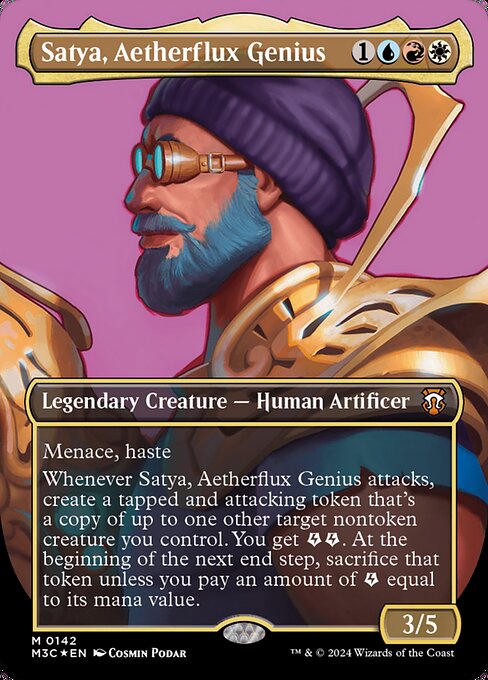 Satya, Aetherflux Genius 1
Legendary Creature — Human Artificer
Menace, haste
Whenever Satya, Aetherflux Genius attacks,
create a tapped and attacking token that's
a copy of up to one other target nontoken
creature you control. You get . At the
beginning of the next end step, sacrifice that
token unless you pay an amount of equal
to its mana value.
3/5
M 0142
M3C★EN Cosmin Podar
™ & © 2024 Wizards of the Coast